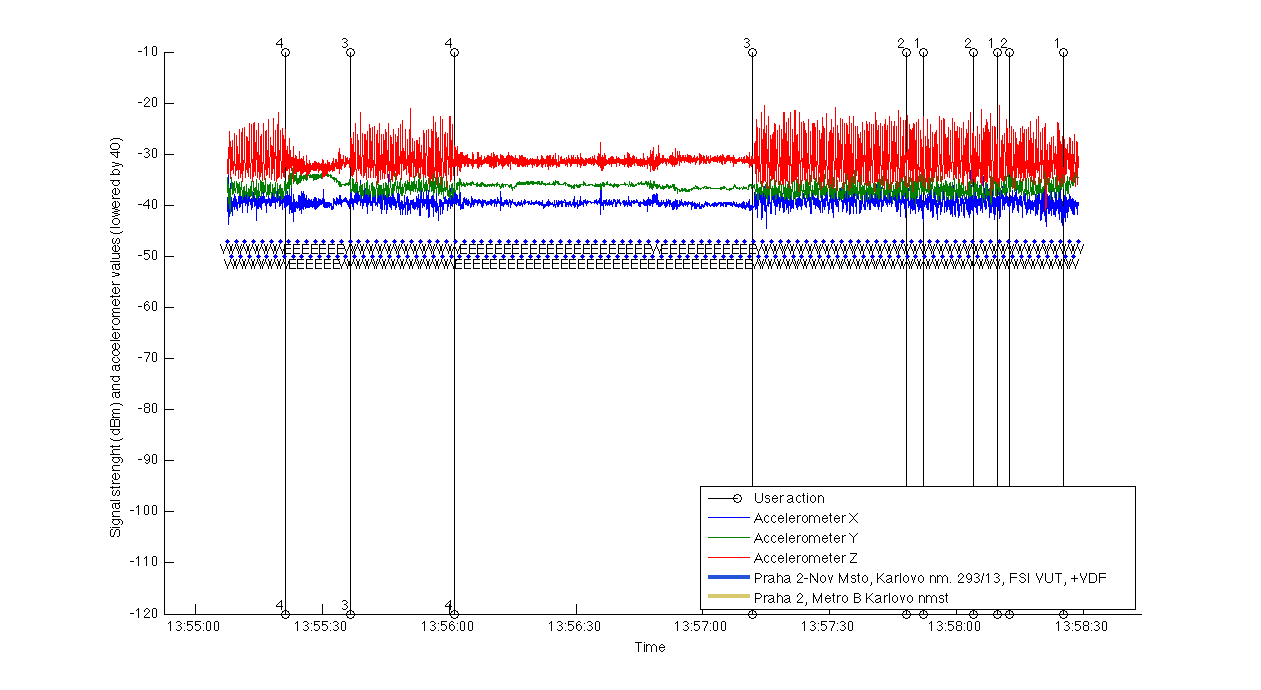 4 3 4 3 2 1 2 1 2 1
-10
-20
-30
-40
-50
-60
-70
-80
-90
-100
-110
-120
Signal strenght (dBm) and accelerometer values (lowered by 40)
User action
Accelerometer X
Accelerometer Y
Accelerometer Z
Praha 2-Nov Msto, Karlovo nm. 293/13, FSI VUT, +VDF
Praha 2, Metro B Karlovo nmst
4 3 4
13:55:00 13:55:30 13:56:00 13:56:30 13:57:00 13:57:30 13:58:00 13:58:30
Time